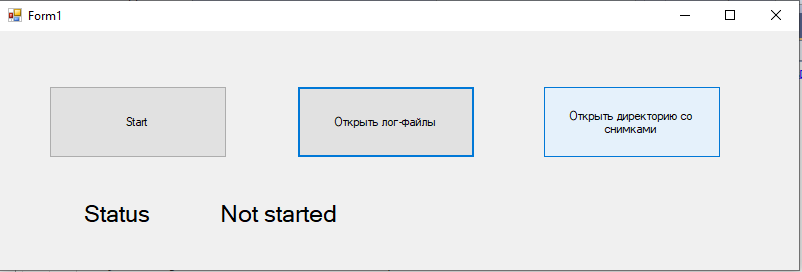 Form1
Start
Открыть лог-файлы
Открыть директорию со
снимками
Status Not started